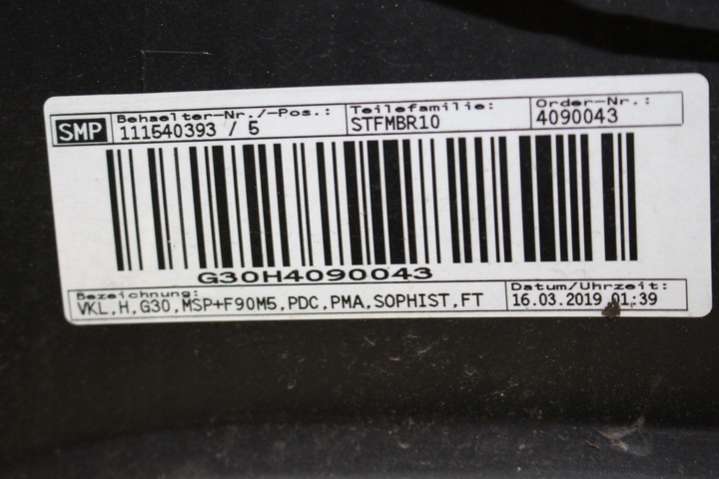 SMP
Behaelter-Nr./-Pos.:
111540393 / 5
Teilefamilie:
STFMBR10
Order-Nr.:
4090043
G30H4090043
Bezeichnung:
VKL,H,G30,MSP+F90M5,PDC,PMA,SOPHIST,FT
Datum/Uhrzeit:
16.03.2019 01:39